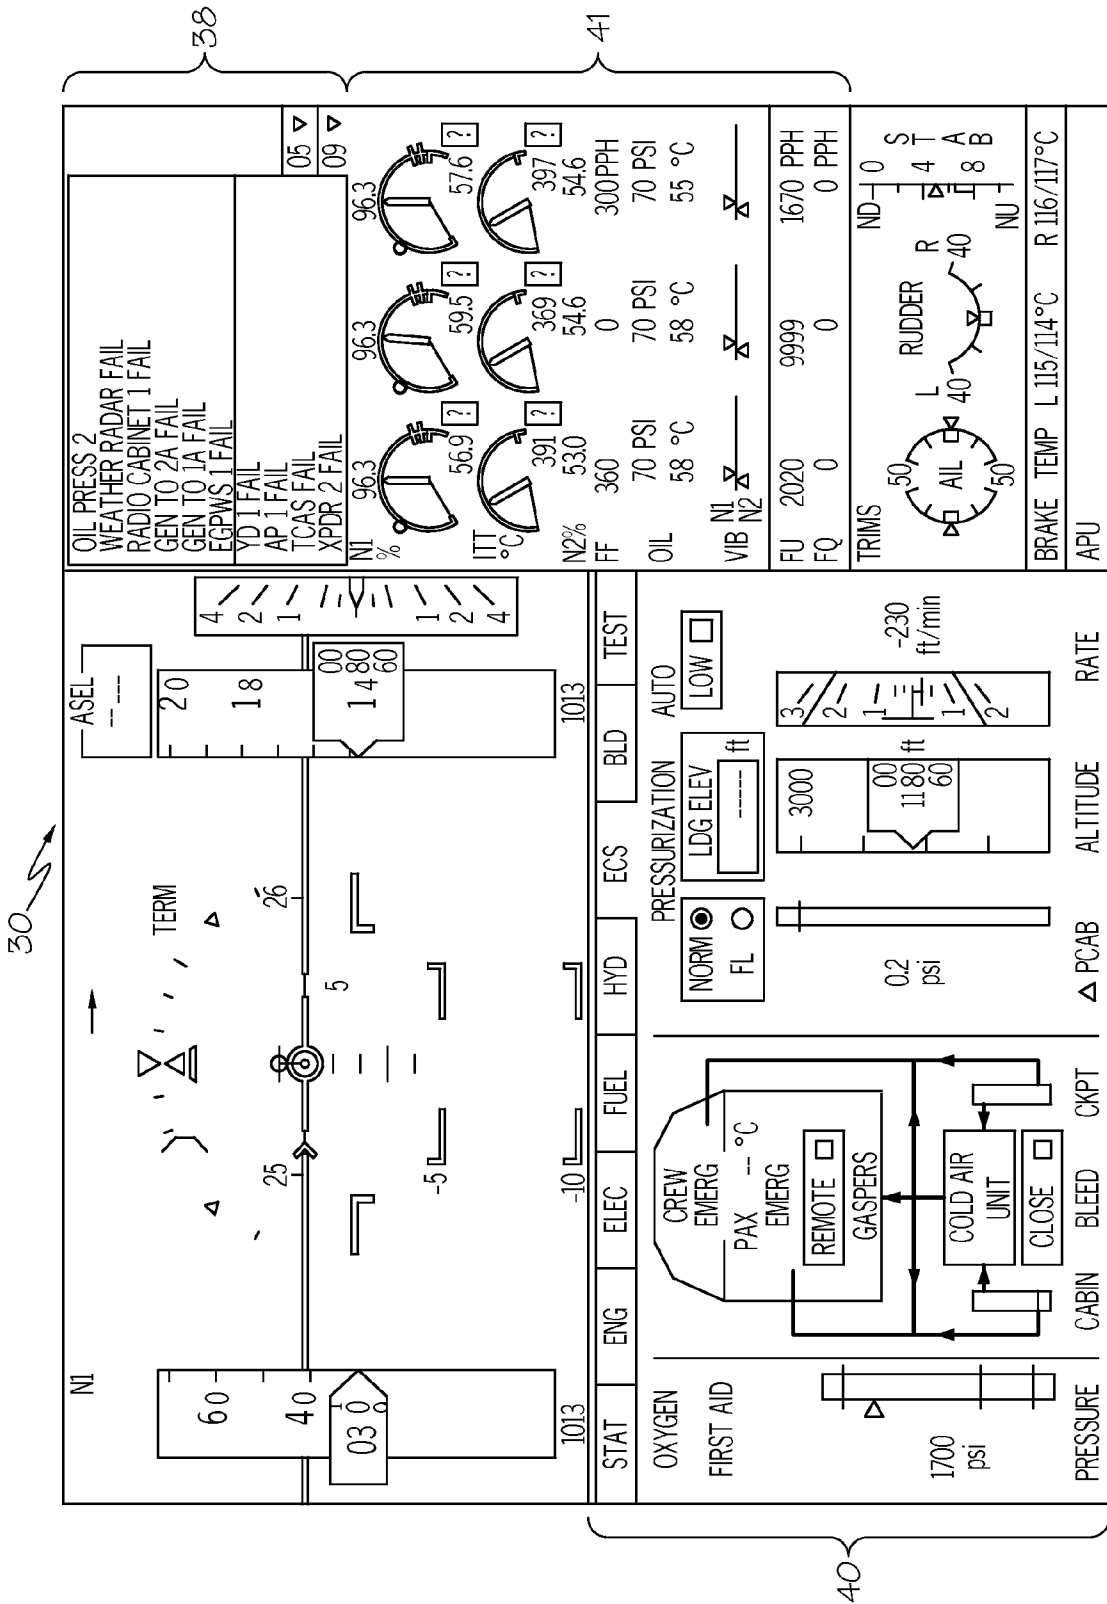 30
38
41
40
N1
TERM
ASEL
-- ----
60
40
03
1
0
0
1013
25
26
5
-5
-10
20
18
14
00
80
60
1013
4
2
1
1
2
4
OIL PRESS 2
WEATHER RADAR FAIL
RADIO CABINET 1 FAIL
GEN TO 2A FAIL
GEN TO 1A FAIL
EGPWS 1 FAIL
YD 1 FAIL
AP 1 FAIL
TCAS FAIL
XPDR 2 FAIL
05
09
N1 96.3 96.3 96.3
%
56.9 ? 59.5 ? 57.6 ?
ITT
°C
391 ? 369 ? 397 ?
N2% 53.0 54.6 54.6
FF 360 0 300PPH
OIL 70 PSI 70 PSI 70 PSI
58 °C 58 °C 55 °C
VIB N1
N2
FU 2020 9999 1670 PPH
FQ 0 0 0 PPH
TRIMS
50
AIL
50
RUDDER
L R
40 40
ND 0
4
8
NU
S
T
A
B
BRAKE TEMP L 115/114°C R 116/117°C
APU
STAT ENG ELEC FUEL HYD ECS BLD TEST
OXYGEN
FIRST AID
1700
psi
PRESSURE
CREW
EMERG
PAX -- °C
EMERG
REMOTE
GASPERS
COLD AIR
UNIT
CLOSE
CABIN BLEED CKPT
PRESSURIZATION AUTO
NORM
FL
LDG ELEV
----- ft
LOW
0.2
psi
PCAB
3000
00
1180 ft
60
ALTITUDE
3
2
1
1
2
-230
ft/min
RATE